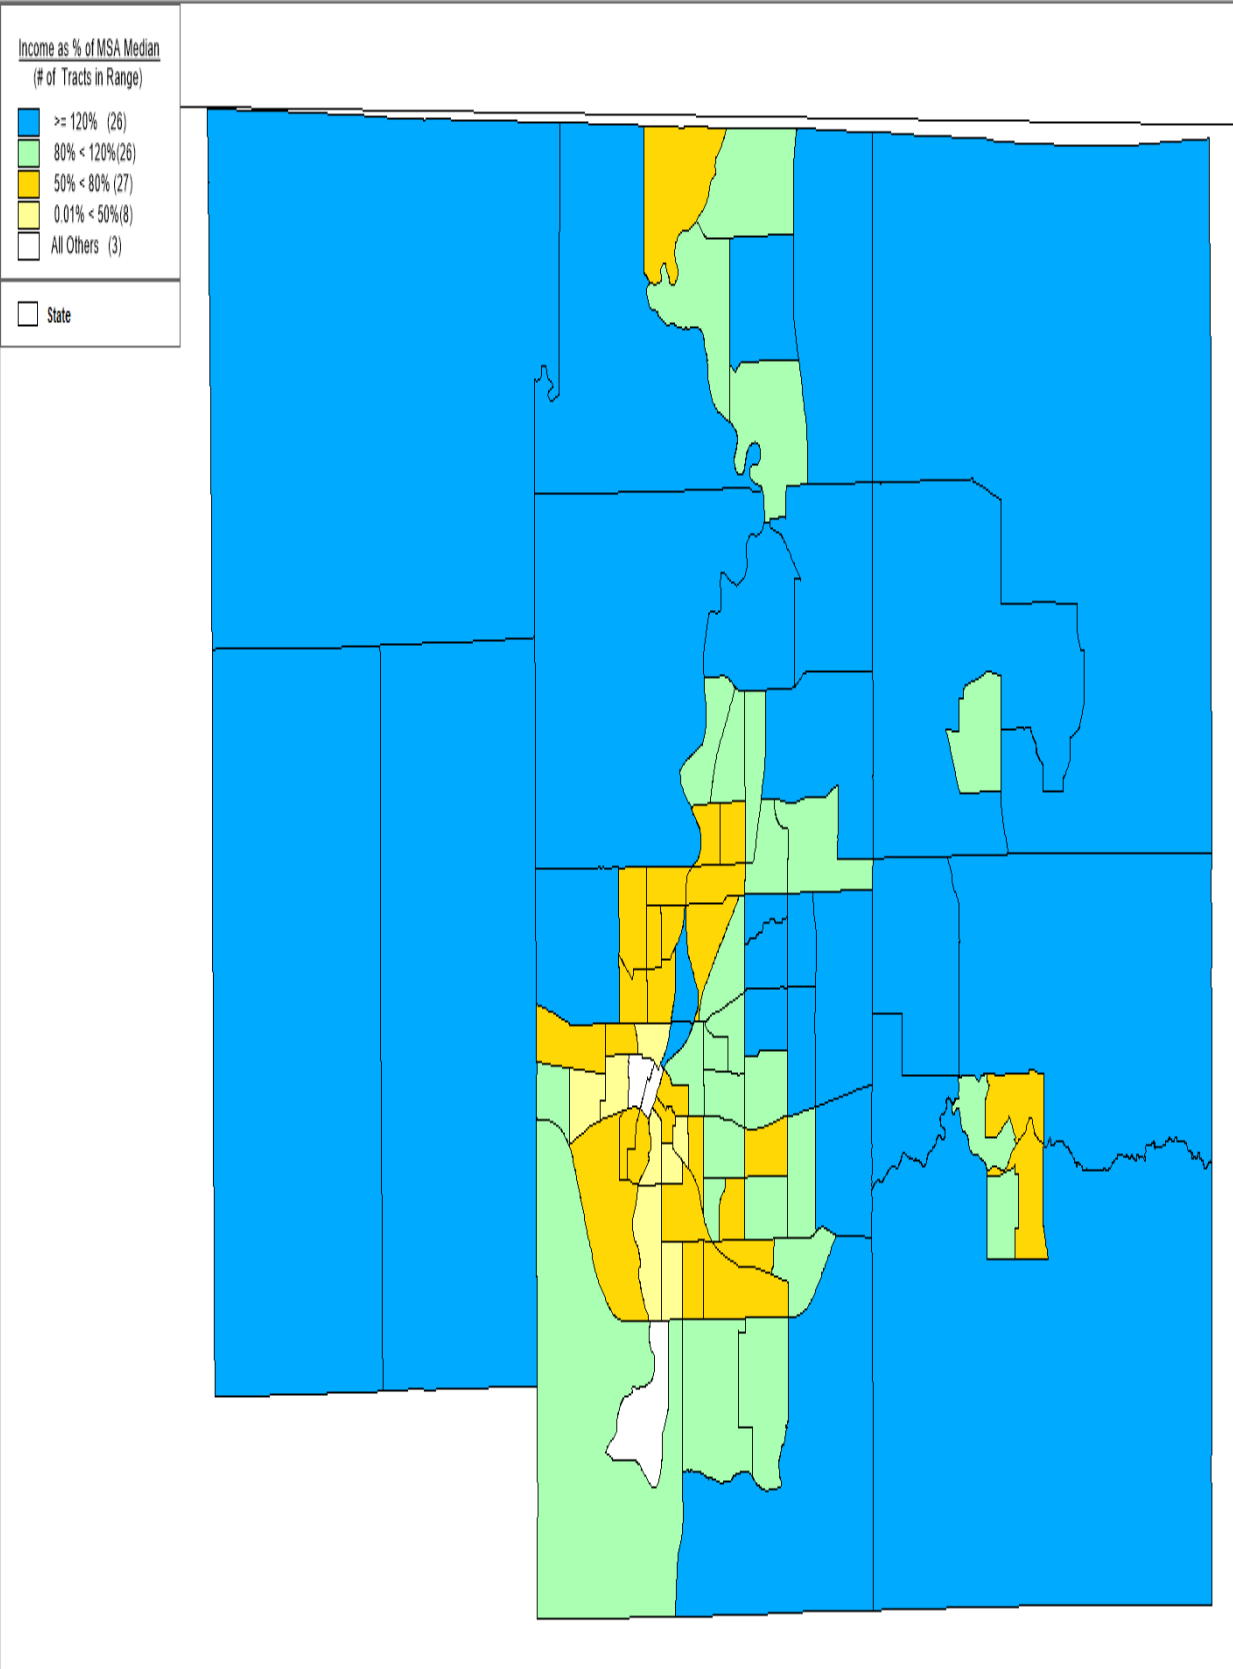 Income as % of MSA Median
(# of Tracts in Range)
>= 120% (26)
80% < 120%(26)
50% < 80% (27)
0.01% < 50%(8)
All Others (3)
State